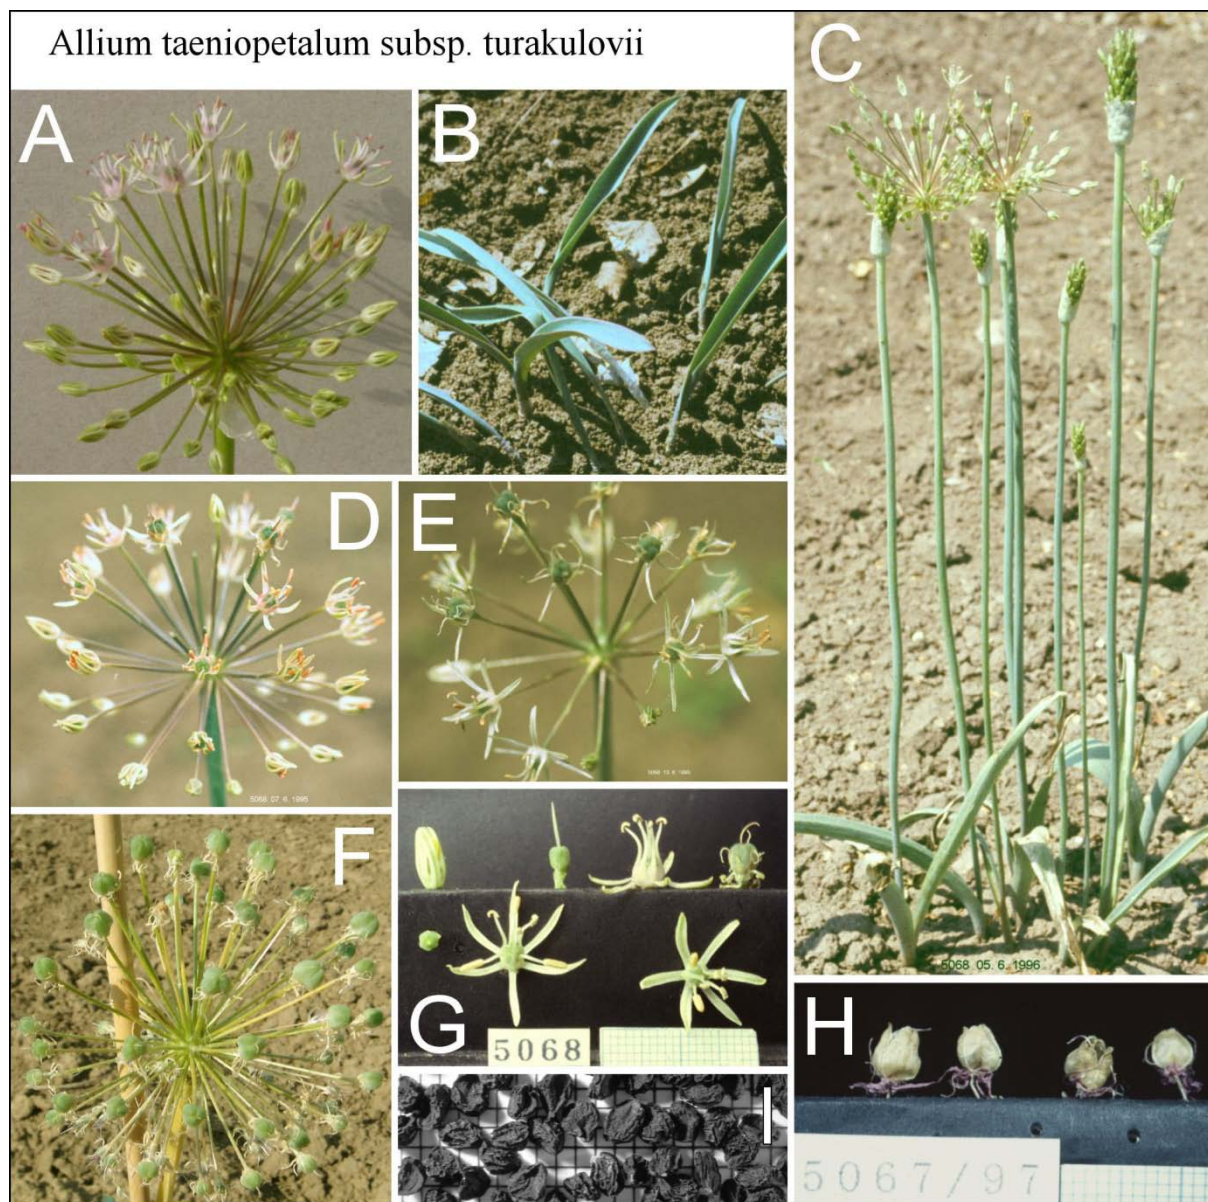 Allium taeniopetalum subsp. turakulovii
A
B
C
D
E
5068 07. 6. 1995
5068 13. 6. 1995
F
G
5068
5068 05. 6. 1996
H
5067/97
I